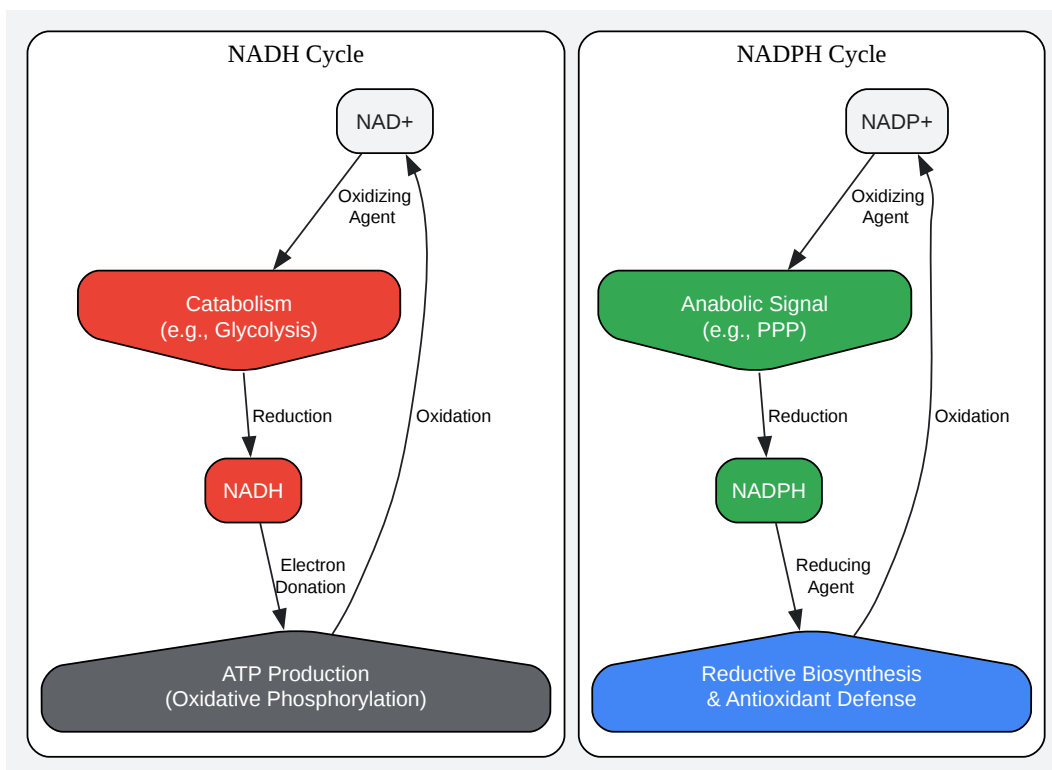 NADH Cycle
NAD+
Oxidizing
Agent
Catabolism
(e.g., Glycolysis)
Reduction
Oxidation
NADH
Electron
Donation
ATP Production
(Oxidative Phosphorylation)
NADPH Cycle
NADP+
Oxidizing
Agent
Anabolic Signal
(e.g., PPP)
Reduction
Oxidation
NADPH
Reducing
Agent
Reductive Biosynthesis
& Antioxidant Defense